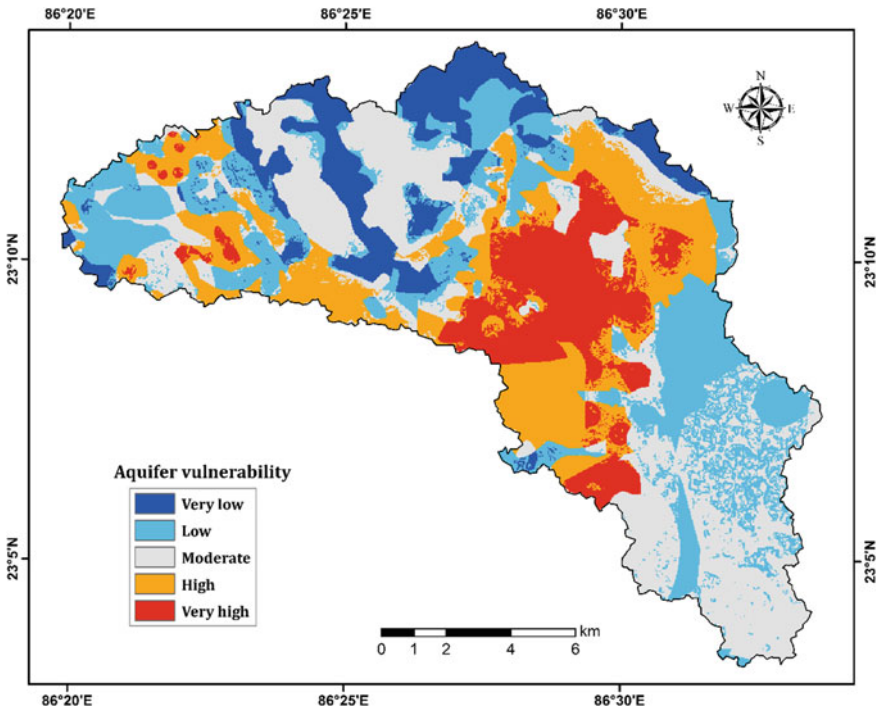 86°20'E 86°25'E 86°30'E
N
W E
S
23°10'N 23°10'N
Aquifer vulnerability
Very low
Low
Moderate
High
Very high
23°5'N 23°5'N
km
0 1 2 4 6
86°20'E 86°25'E 86°30'E